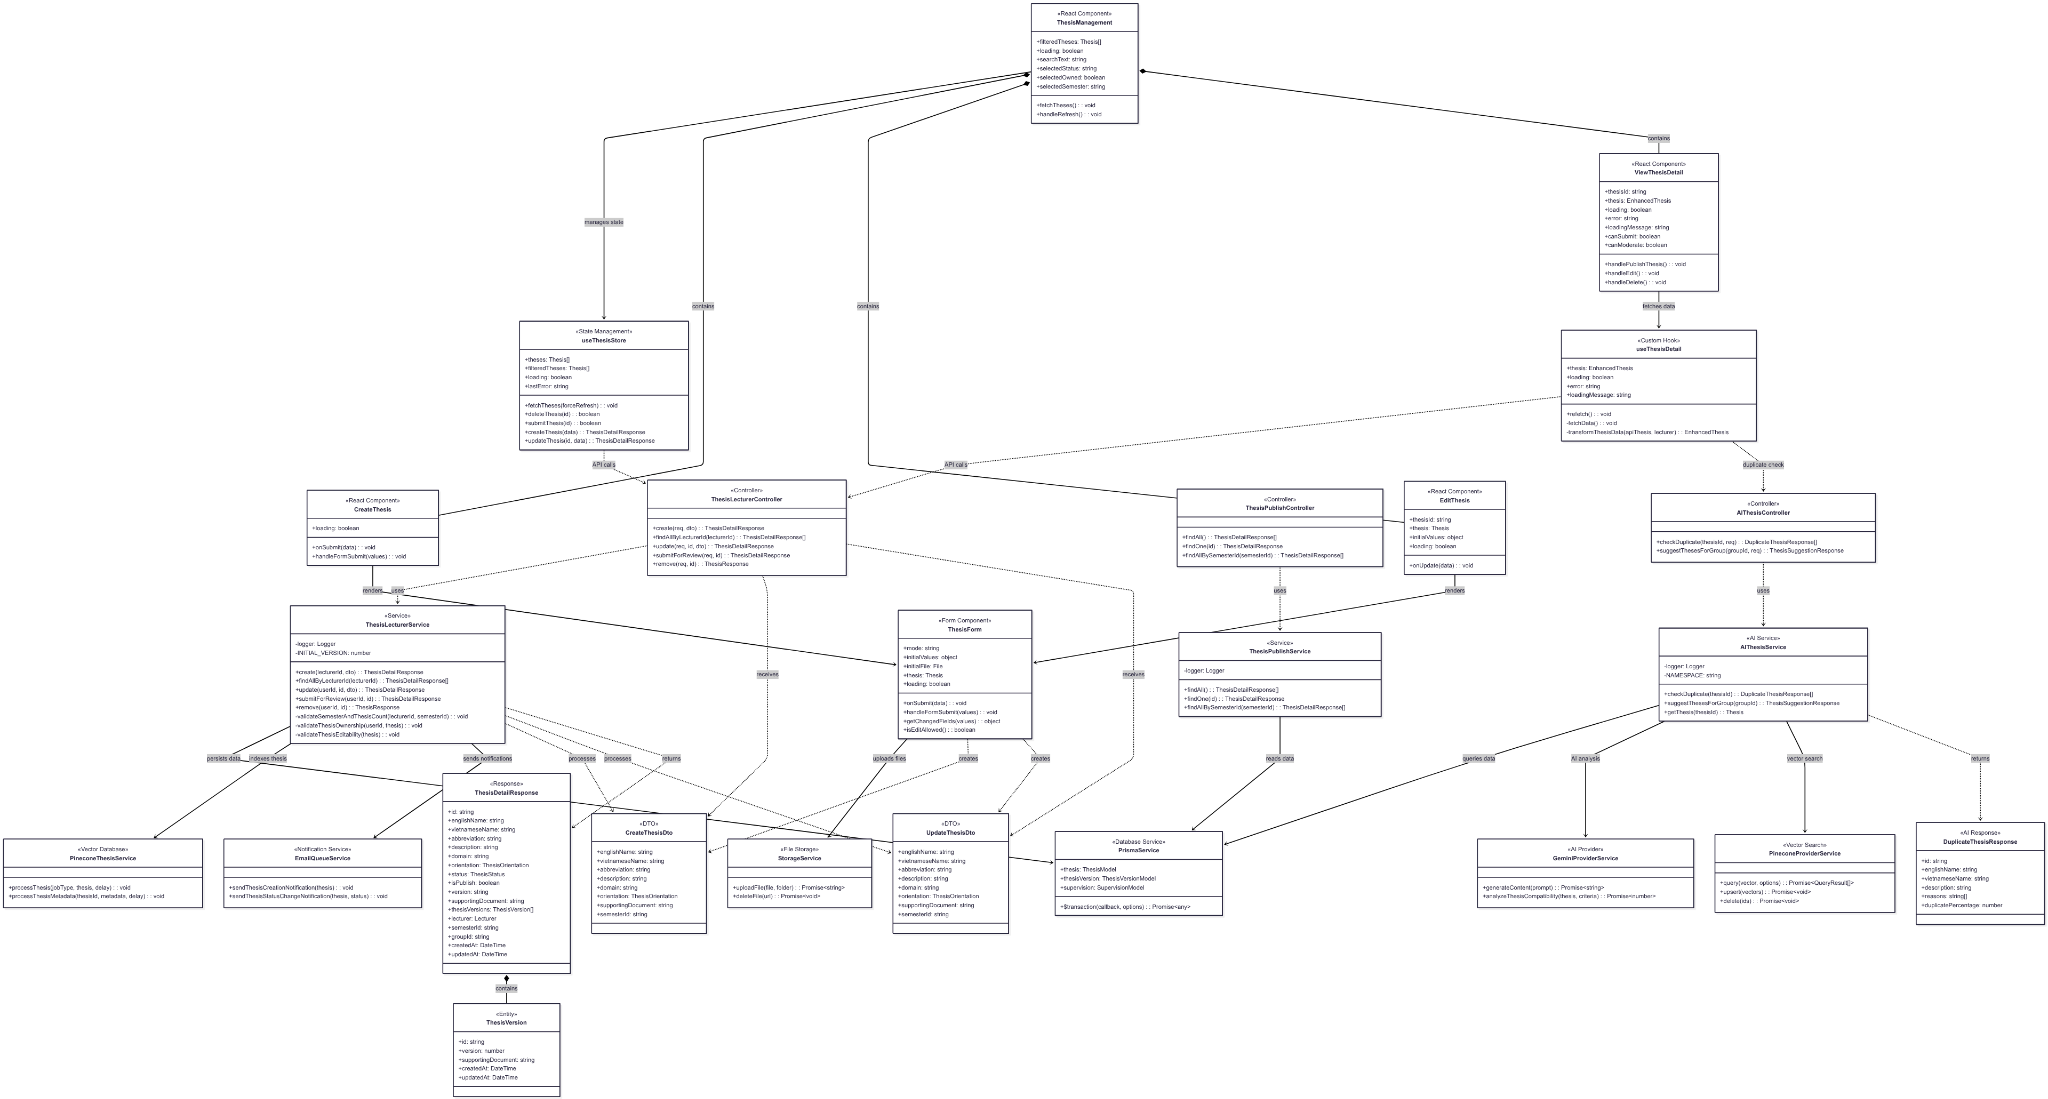 «React Component»
ThesisManagement
+filteredTheses: Thesis[]
+loading: boolean
+searchText: string
+selectedStatus: string
+selectedOwned: boolean
+selectedSemester: string
+fetchTheses() : : void
+handleRefresh() : : void
contains
«React Component»
ViewThesisDetail
+thesisId: string
+thesis: EnhancedThesis
+loading: boolean
+error: string
+loadingMessage: string
+canSubmit: boolean
+canModerate: boolean
+handlePublishThesis() : : void
+handleEdit() : : void
+handleDelete() : : void
manages state
contains
contains
fetches data
«State Management»
useThesisStore
+theses: Thesis[]
+filteredTheses: Thesis[]
+loading: boolean
+lastError: string
+fetchTheses(forceRefresh) : : void
+deleteThesis(id) : : boolean
+submitThesis(id) : : boolean
+createThesis(data) : : ThesisDetailResponse
+updateThesis(id, data) : : ThesisDetailResponse
«Custom Hook»
useThesisDetail
+thesis: EnhancedThesis
+loading: boolean
+error: string
+loadingMessage: string
+refetch() : : void
-fetchData() : : void
-transformThesisData(apiThesis, lecturer) : : EnhancedThesis
API calls
API calls
duplicate check
«React Component»
CreateThesis
+loading: boolean
+onSubmit(data) : : void
+handleFormSubmit(values) : : void
«Controller»
ThesisLecturerController
+create(req, dto) : : ThesisDetailResponse
+findAllByLecturerId(lecturerId) : : ThesisDetailResponse[]
+update(req, id, dto) : : ThesisDetailResponse
+submitForReview(req, id) : : ThesisDetailResponse
+remove(req, id) : : ThesisResponse
«Controller»
ThesisPublishController
+findAll() : : ThesisDetailResponse[]
+findOne(id) : : ThesisDetailResponse
+findAllBySemesterId(semesterId) : : ThesisDetailResponse[]
«React Component»
EditThesis
+thesisId: string
+thesis: Thesis
+initialValues: object
+loading: boolean
+onUpdate(data) : : void
«Controller»
AIThesisController
+checkDuplicate(thesisId, req) : : DuplicateThesisResponse[]
+suggestThesesForGroup(groupId, req) : : ThesisSuggestionResponse
renders
uses
uses
renders
uses
«Service»
ThesisLecturerService
-logger: Logger
-INITIAL_VERSION: number
+create(lecturerId, dto) : : ThesisDetailResponse
+findAllByLecturerId(lecturerId) : : ThesisDetailResponse[]
+update(userId, id, dto) : : ThesisDetailResponse
+submitForReview(userId, id) : : ThesisDetailResponse
+remove(userId, id) : : ThesisResponse
-validateSemesterAndThesisCount(lecturerId, semesterId) : : void
-validateThesisOwnership(userId, thesis) : : void
-validateThesisEditability(thesis) : : void
«Form Component»
ThesisForm
+mode: string
+initialValues: object
+initialFile: File
+thesis: Thesis
+loading: boolean
+onSubmit(data) : : void
+handleFormSubmit(values) : : void
+getChangedFields(values) : : object
+isEditAllowed() : : boolean
«Service»
ThesisPublishService
-logger: Logger
+findAll() : : ThesisDetailResponse[]
+findOne(id) : : ThesisDetailResponse
+findAllBySemesterId(semesterId) : : ThesisDetailResponse[]
«AI Service»
AIThesisService
-logger: Logger
-NAMESPACE: string
+checkDuplicate(thesisId) : : DuplicateThesisResponse[]
+suggestThesesForGroup(groupId) : : ThesisSuggestionResponse
-getThesis(thesisId) : : Thesis
receives
receives
persists data
indexes thesis
sends notifications
processes
processes
returns
uploads files
creates
creates
reads data
queries data
AI analysis
vector search
returns
«Vector Database»
PineconeThesisService
+processThesis(jobType, thesis, delay) : : void
+processThesisMetadata(thesisId, metadata, delay) : : void
«Notification Service»
EmailQueueService
+sendThesisCreationNotification(thesis) : : void
+sendThesisStatusChangeNotification(thesis, status) : : void
«Response»
ThesisDetailResponse
+id: string
+englishName: string
+vietnameseName: string
+abbreviation: string
+description: string
+domain: string
+orientation: ThesisOrientation
+status: ThesisStatus
+isPublish: boolean
+version: string
+supportingDocument: string
+thesisVersions: ThesisVersion[]
+lecturer: Lecturer
+semesterId: string
+groupId: string
+createdAt: DateTime
+updatedAt: DateTime
«DTO»
CreateThesisDto
+englishName: string
+vietnameseName: string
+abbreviation: string
+description: string
+domain: string
+orientation: ThesisOrientation
+supportingDocument: string
+semesterId: string
«File Storage»
StorageService
+uploadFile(file, folder) : : Promise<string>
+deleteFile(url) : : Promise<void>
«DTO»
UpdateThesisDto
+englishName: string
+vietnameseName: string
+abbreviation: string
+description: string
+domain: string
+orientation: ThesisOrientation
+supportingDocument: string
+semesterId: string
«Database Service»
PrismaService
+thesis: ThesisModel
+thesisVersion: ThesisVersionModel
+supervision: SupervisionModel
+$transaction(callback, options) : : Promise<any>
«AI Provider»
GeminiProviderService
+generateContent(prompt) : : Promise<string>
+analyzeThesisCompatibility(thesis, criteria) : : Promise<number>
«Vector Search»
PineconeProviderService
+query(vector, options) : : Promise<QueryResult[]>
+upsert(vectors) : : Promise<void>
+delete(ids) : : Promise<void>
«AI Response»
DuplicateThesisResponse
+id: string
+englishName: string
+vietnameseName: string
+description: string
+reasons: string[]
+duplicatePercentage: number
contains
«Entity»
ThesisVersion
+id: string
+version: number
+supportingDocument: string
+createdAt: DateTime
+updatedAt: DateTime